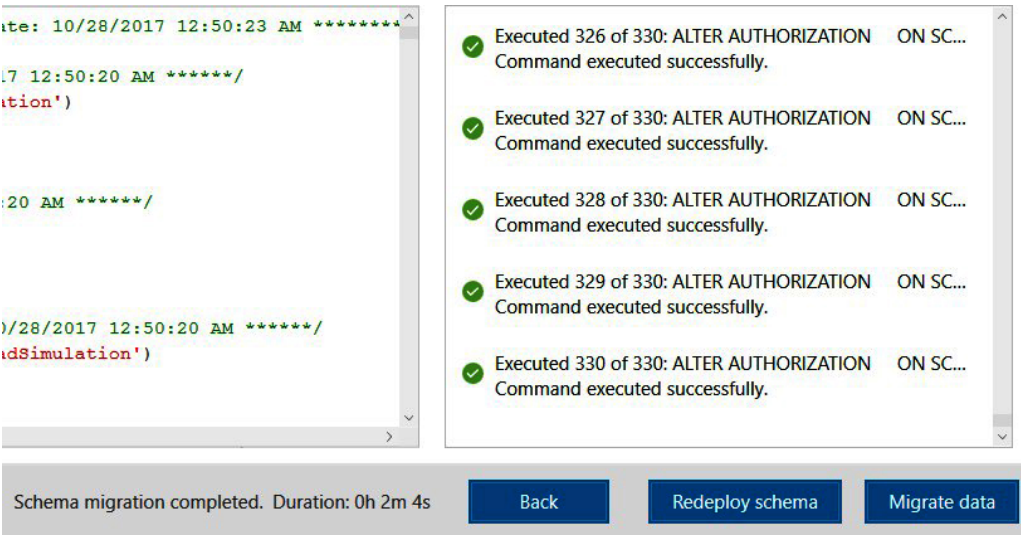 ate: 10/28/2017 12:50:23 AM ********
17 12:50:20 AM ******/
ation')
:20 AM ******/
0/28/2017 12:50:20 AM ******/
adSimulation')
Executed 326 of 330: ALTER AUTHORIZATION ON SC...
Command executed successfully.
Executed 327 of 330: ALTER AUTHORIZATION ON SC...
Command executed successfully.
Executed 328 of 330: ALTER AUTHORIZATION ON SC...
Command executed successfully.
Executed 329 of 330: ALTER AUTHORIZATION ON SC...
Command executed successfully.
Executed 330 of 330: ALTER AUTHORIZATION ON SC...
Command executed successfully.
Schema migration completed. Duration: 0h 2m 4s
Back
Redeploy schema
Migrate data